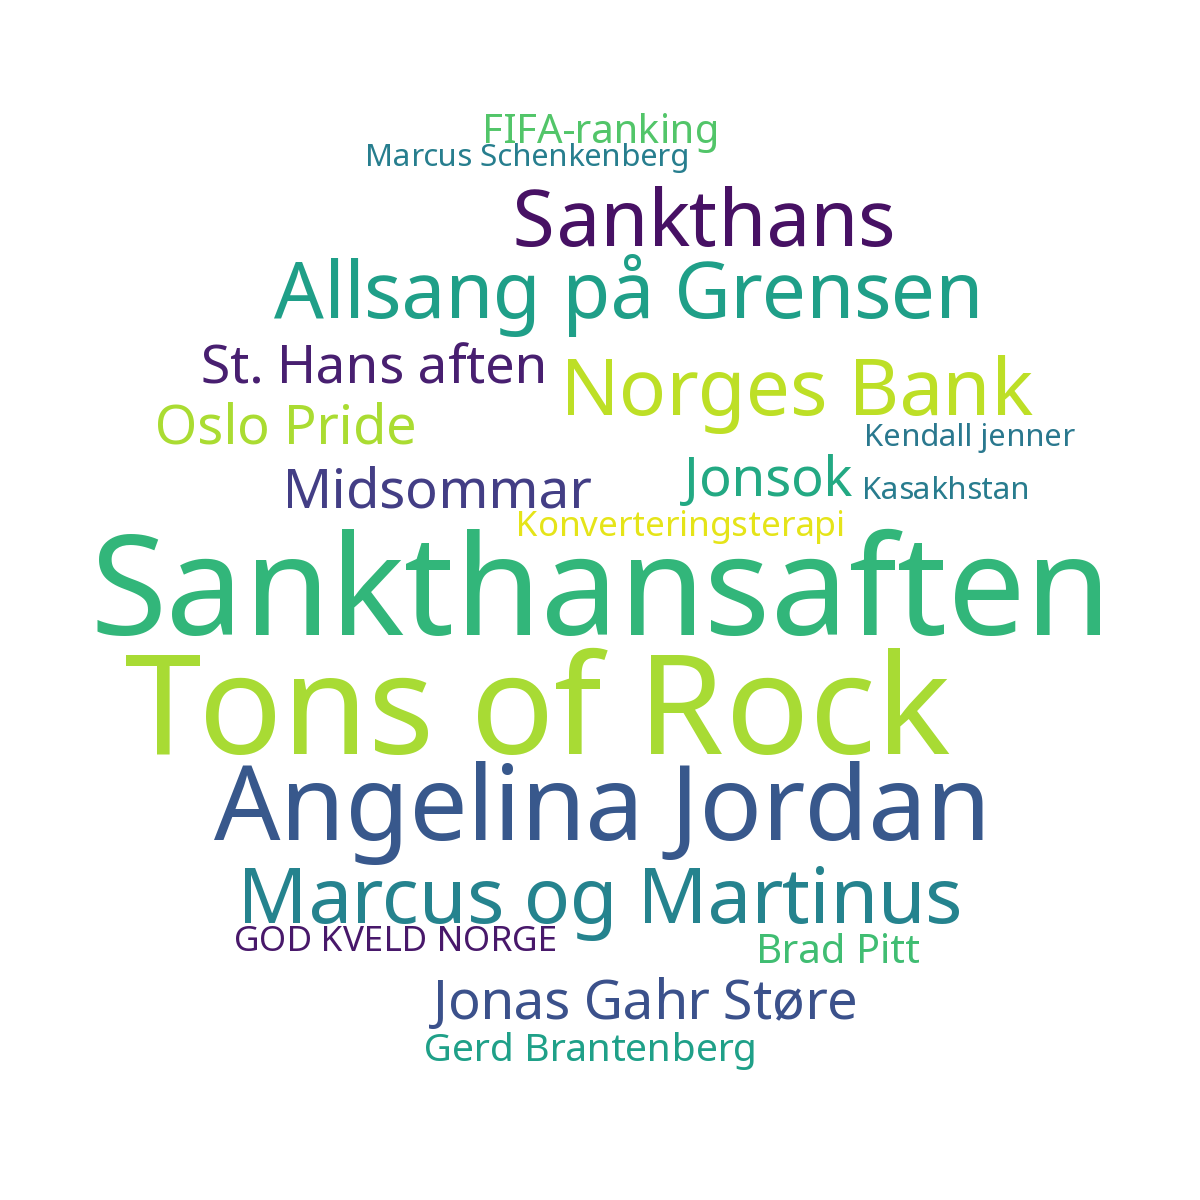 FIFA-ranking
Marcus Schenkenberg
Sankthans
Allsang på Grensen
St. Hans aften
Norges Bank
Oslo Pride
Kendall jenner
Midsommar
Jonsok
Kasakhstan
Konverteringsterapi
Sankthansaften
Tons of Rock
Angelina Jordan
Marcus og Martinus
GOD KVELD NORGE
Brad Pitt
Jonas Gahr Støre
Gerd Brantenberg